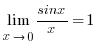 lim x → 0 sinx/x = 1